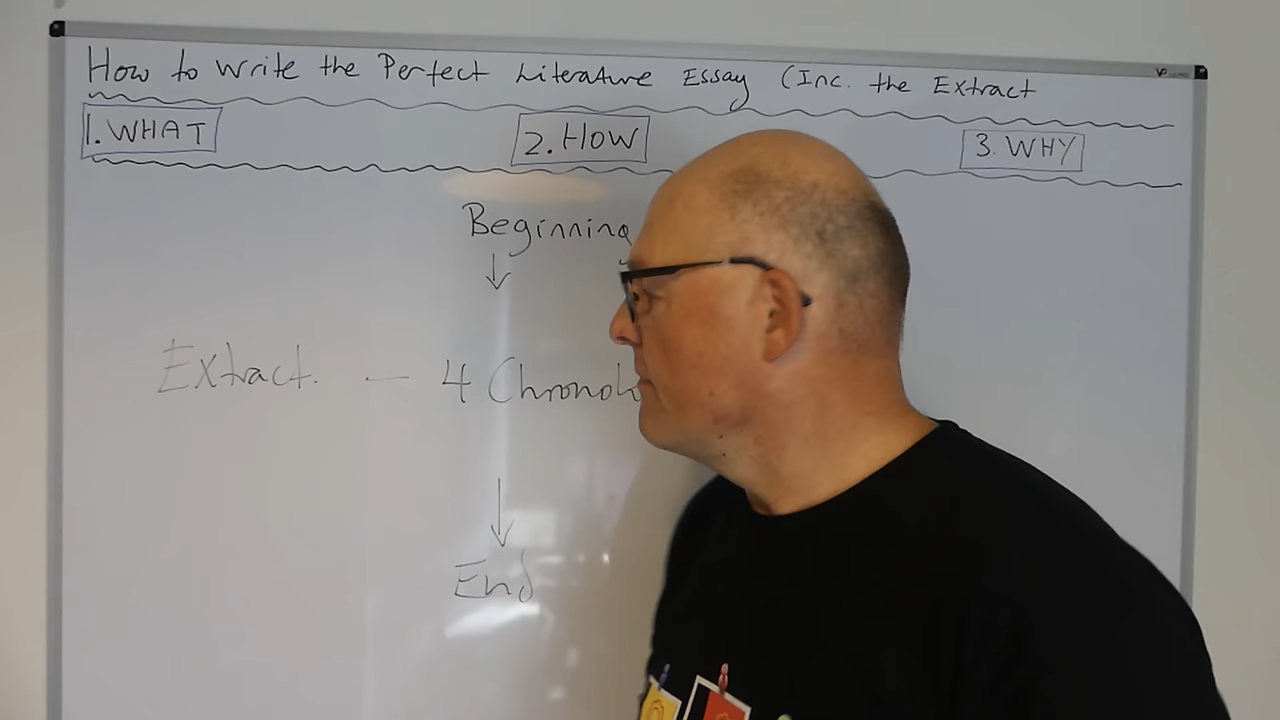 How to Write the Perfect Literature Essay (Inc. the Extract
1. WHAT
2. HOW
3. WHY
Beginning
Extract. — 4
End